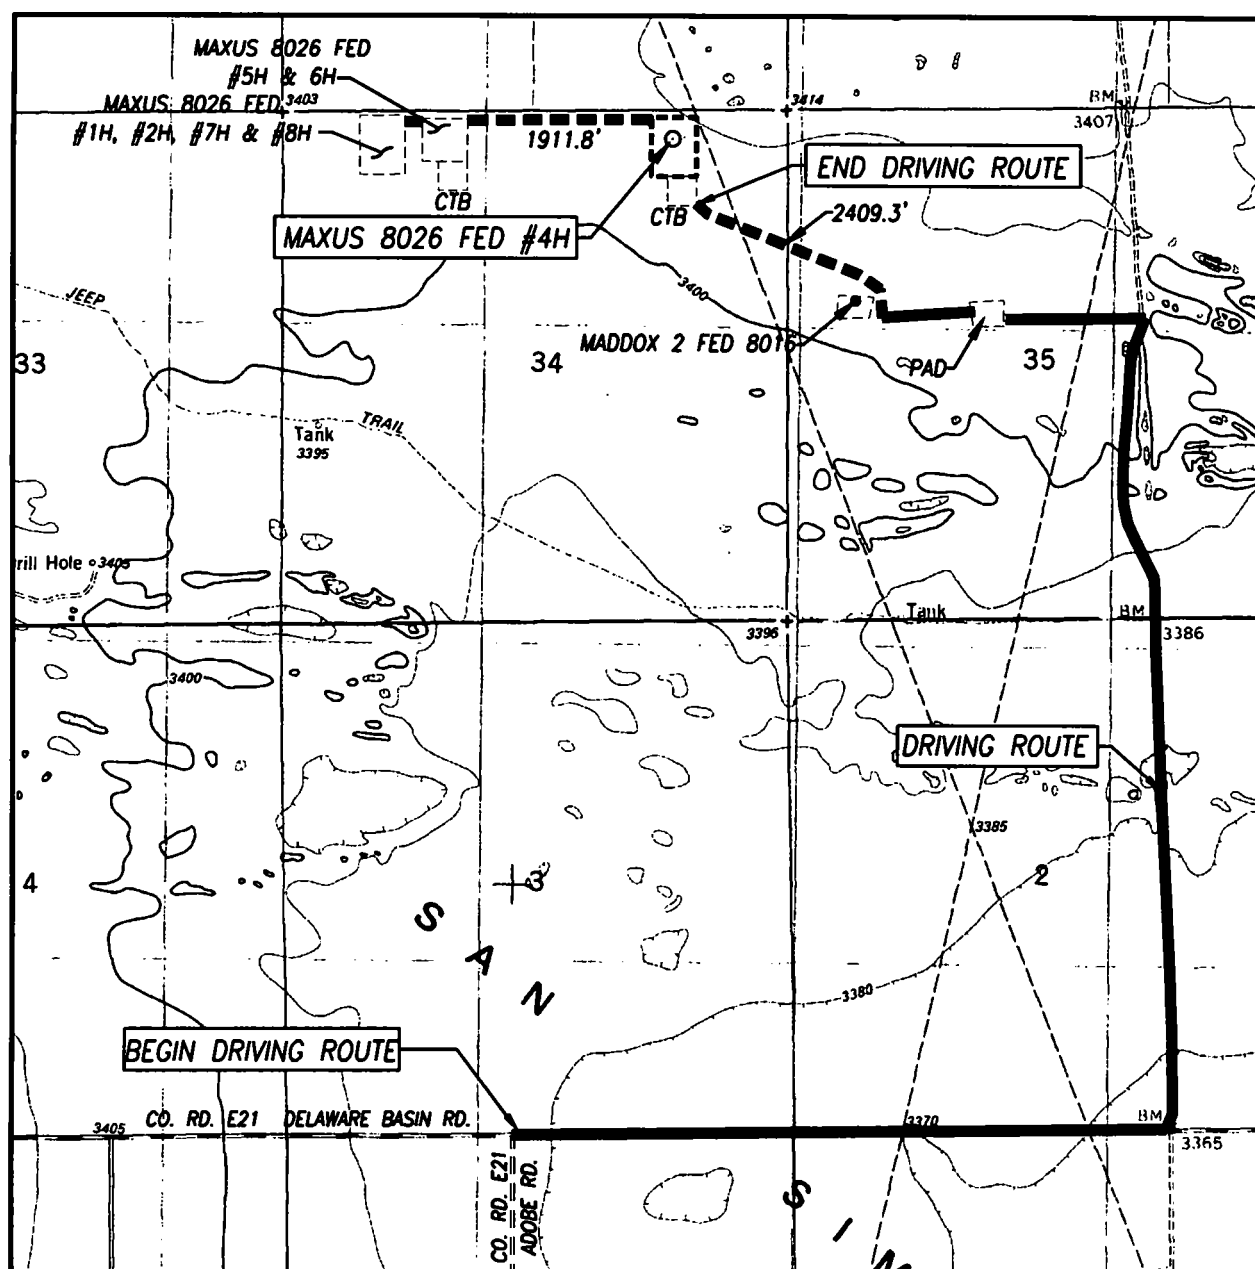 MAXUS 8026 FED
#5H & 6H
MAXUS 8026 FED
3403
#1H, #2H, #7H & #8H
1911.8'
3414
BM
3407
END DRIVING ROUTE
CTB
CTB
2409.3'
MAXUS 8026 FED #4H
JEEP
3400
MADDOX 2 FED 8016
33
34
PAD
35
TRAIL
Tank
3395
rill Hole
3405
Tank
BM
3396
3386
3400
DRIVING ROUTE
3385
4
3
2
S A N
3380
BEGIN DRIVING ROUTE
CO. RD. E21 DELAWARE BASIN RD.
3405
3370
BM
3365
CO. RD. E21
ADOBE RD.
S I M